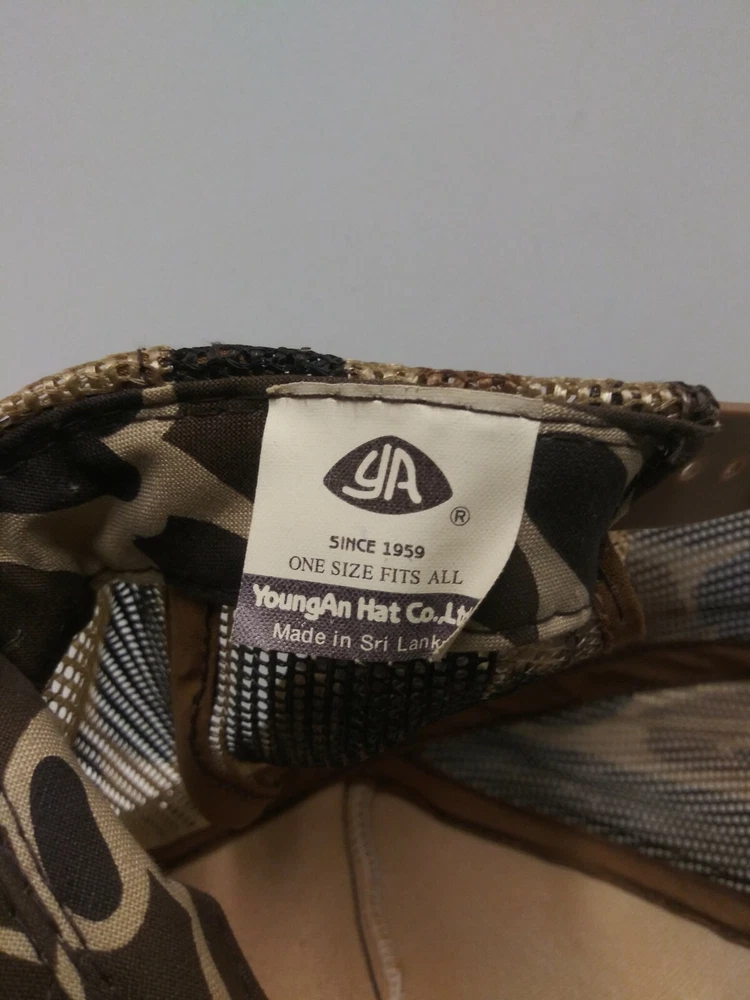 YA
®
SINCE 1959
ONE SIZE FITS ALL
YoungAn Hat Co.,Lt
Made in Sri Lank